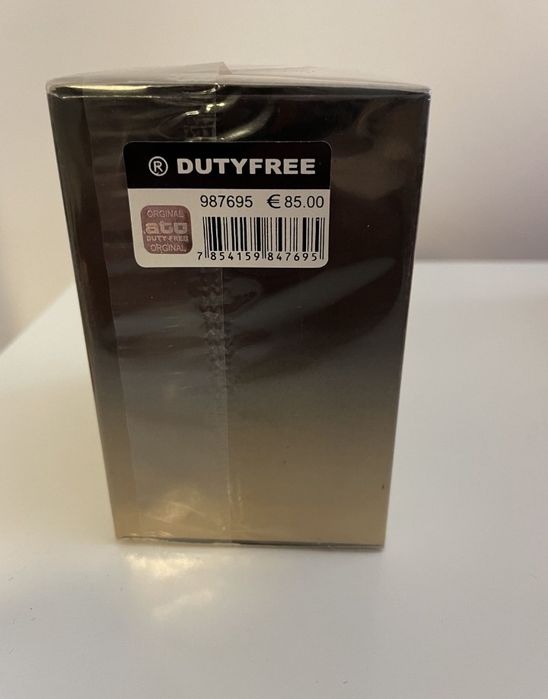 ® DUTYFREE
987695 € 85.00
ORGINAL
ato
DUTY-FREE
ORGINAL
7 854159 847695